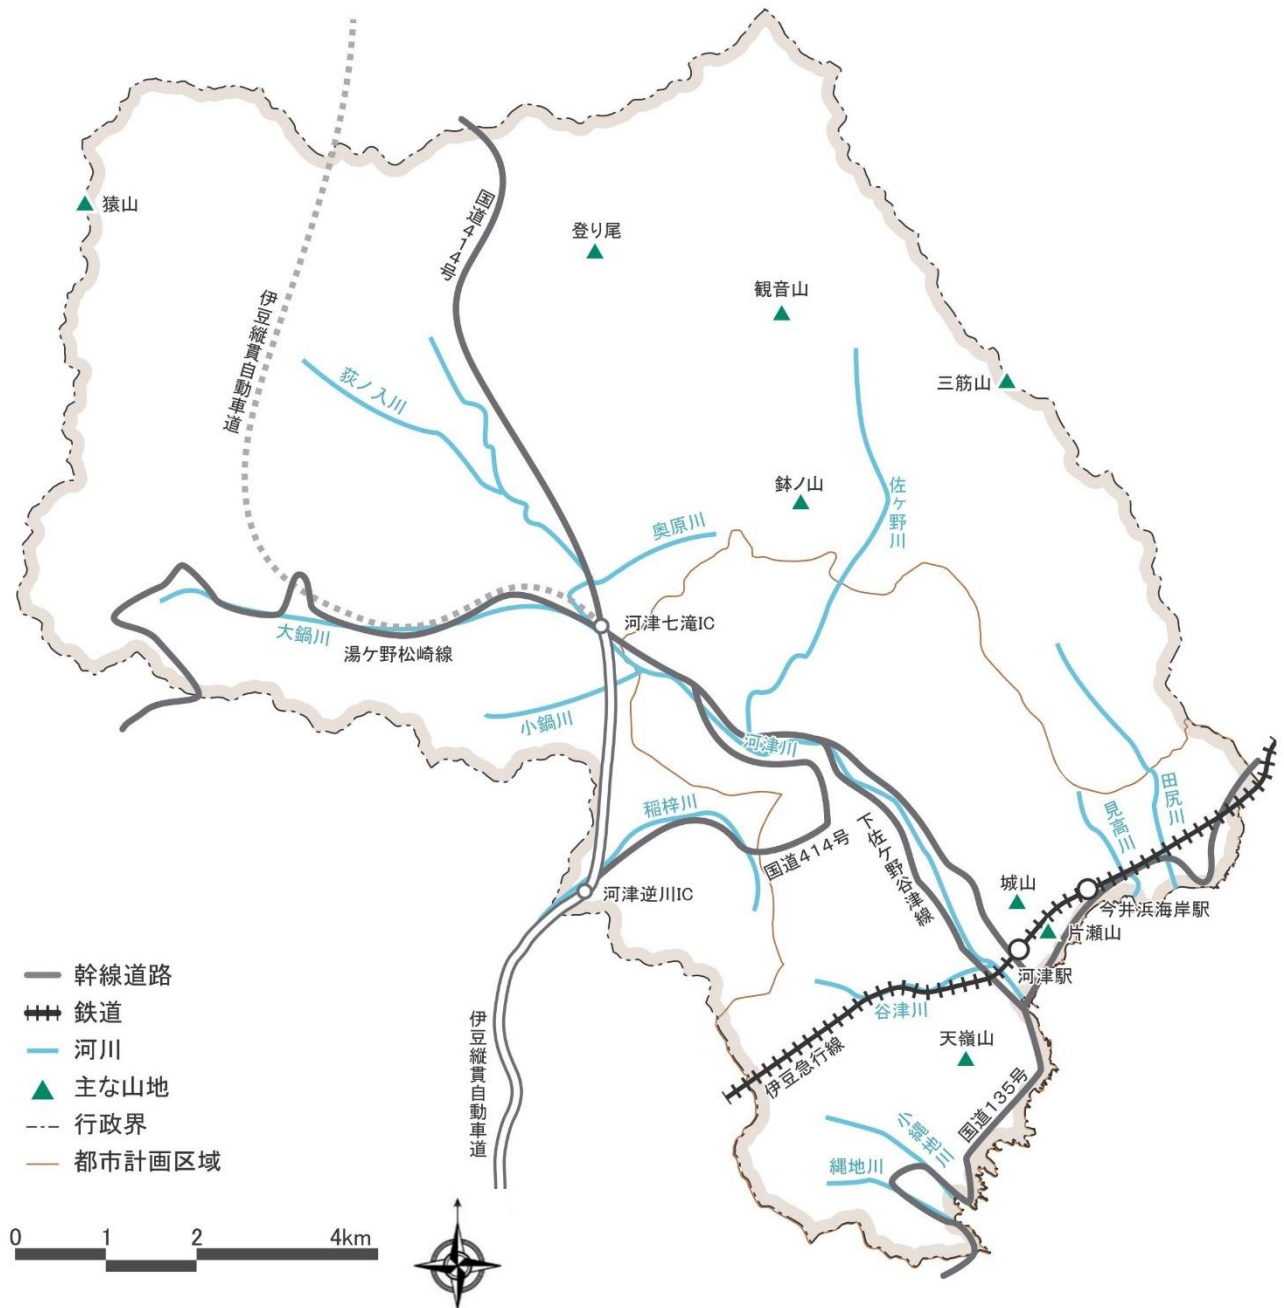 猿山
国道414号
登り尾
観音山
伊豆縦貫自動車道
三筋山
荻ノ入川
鉢ノ山
佐ヶ野川
奥原川
河津七滝IC
大鍋川
湯ケ野松崎線
小鍋川
河津川
稲梓川
国道414号
下佐ケ野谷津線
見高川
田尻川
河津逆川IC
城山
今井浜海岸駅
片瀬山
河津駅
谷津川
天嶺山
伊豆急行線
国道135号
小縄地川
縄地川
伊豆縦貫自動車道
幹線道路
鉄道
河川
主な山地
行政界
都市計画区域
0 1 2 4km